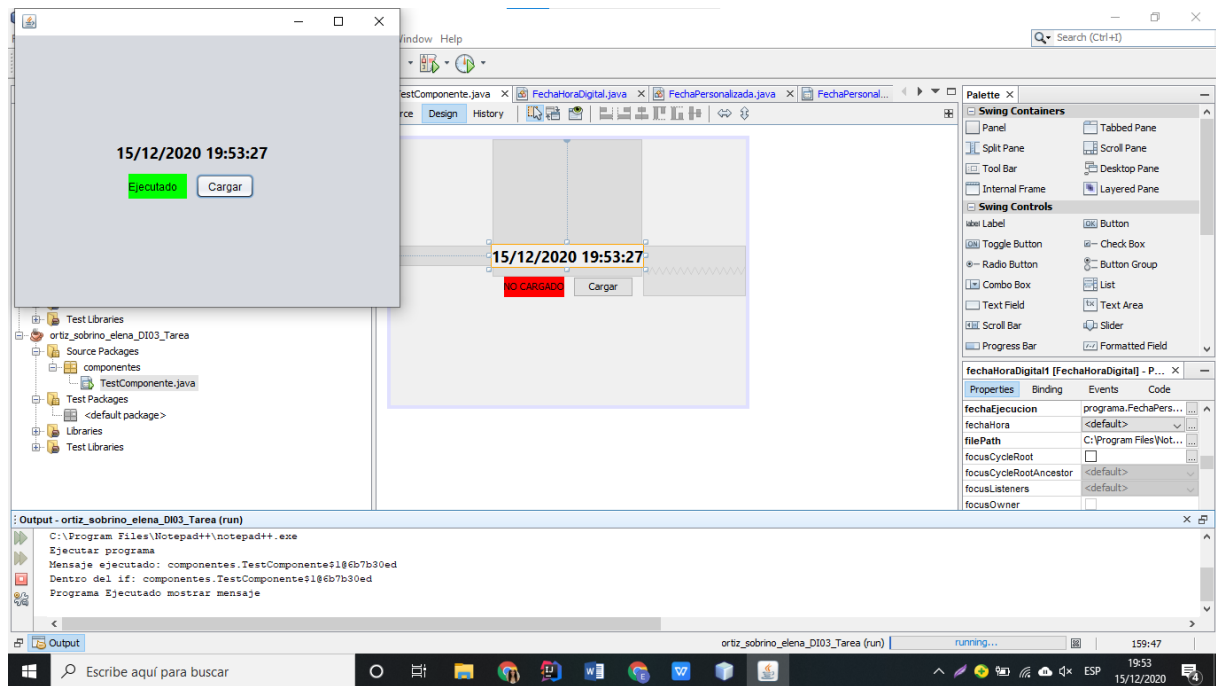 Window Help
Search (Ctrl+I)
TestComponente.java
FechaHoraDigital.java
FechaPersonalizada.java
FechaPersonal...
Design
History
15/12/2020 19:53:27
Ejecutado
Cargar
15/12/2020 19:53:27
NO CARGADO
Cargar
Palette
Swing Containers
Panel
Tabbed Pane
Split Pane
Scroll Pane
Tool Bar
Desktop Pane
Internal Frame
Layered Pane
Swing Controls
label Label
OK Button
ON Toggle Button
Check Box
Radio Button
Button Group
Combo Box
List
Text Field
Text Area
Scroll Bar
Slider
Progress Bar
Formatted Field
fechaHoraDigital1 [FechaHoraDigital] - P...
Properties
Binding
Events
Code
fechaEjecucion
programa.FechaPers...
fechaHora
<default>
filePath
C:\Program Files\Not...
focusCycleRoot
focusCycleRootAncestor
<default>
focusListeners
<default>
focusOwner
Test Libraries
ortiz_sobrino_elena_DI03_Tarea
Source Packages
componentes
TestComponente.java
Test Packages
<default package>
Libraries
Test Libraries
Output - ortiz_sobrino_elena_DI03_Tarea (run)
C:\Program Files\Notepad++\notepad++.exe
Ejecutar programa
Mensaje ejecutado: componentes.TestComponente$1@6b7b30ed
Dentro del if: componentes.TestComponente$1@6b7b30ed
Programa Ejecutado mostrar mensaje
Output
ortiz_sobrino_elena_DI03_Tarea (run)
running...
159:47
Escribe aquí para buscar
ESP
19:53
15/12/2020
4